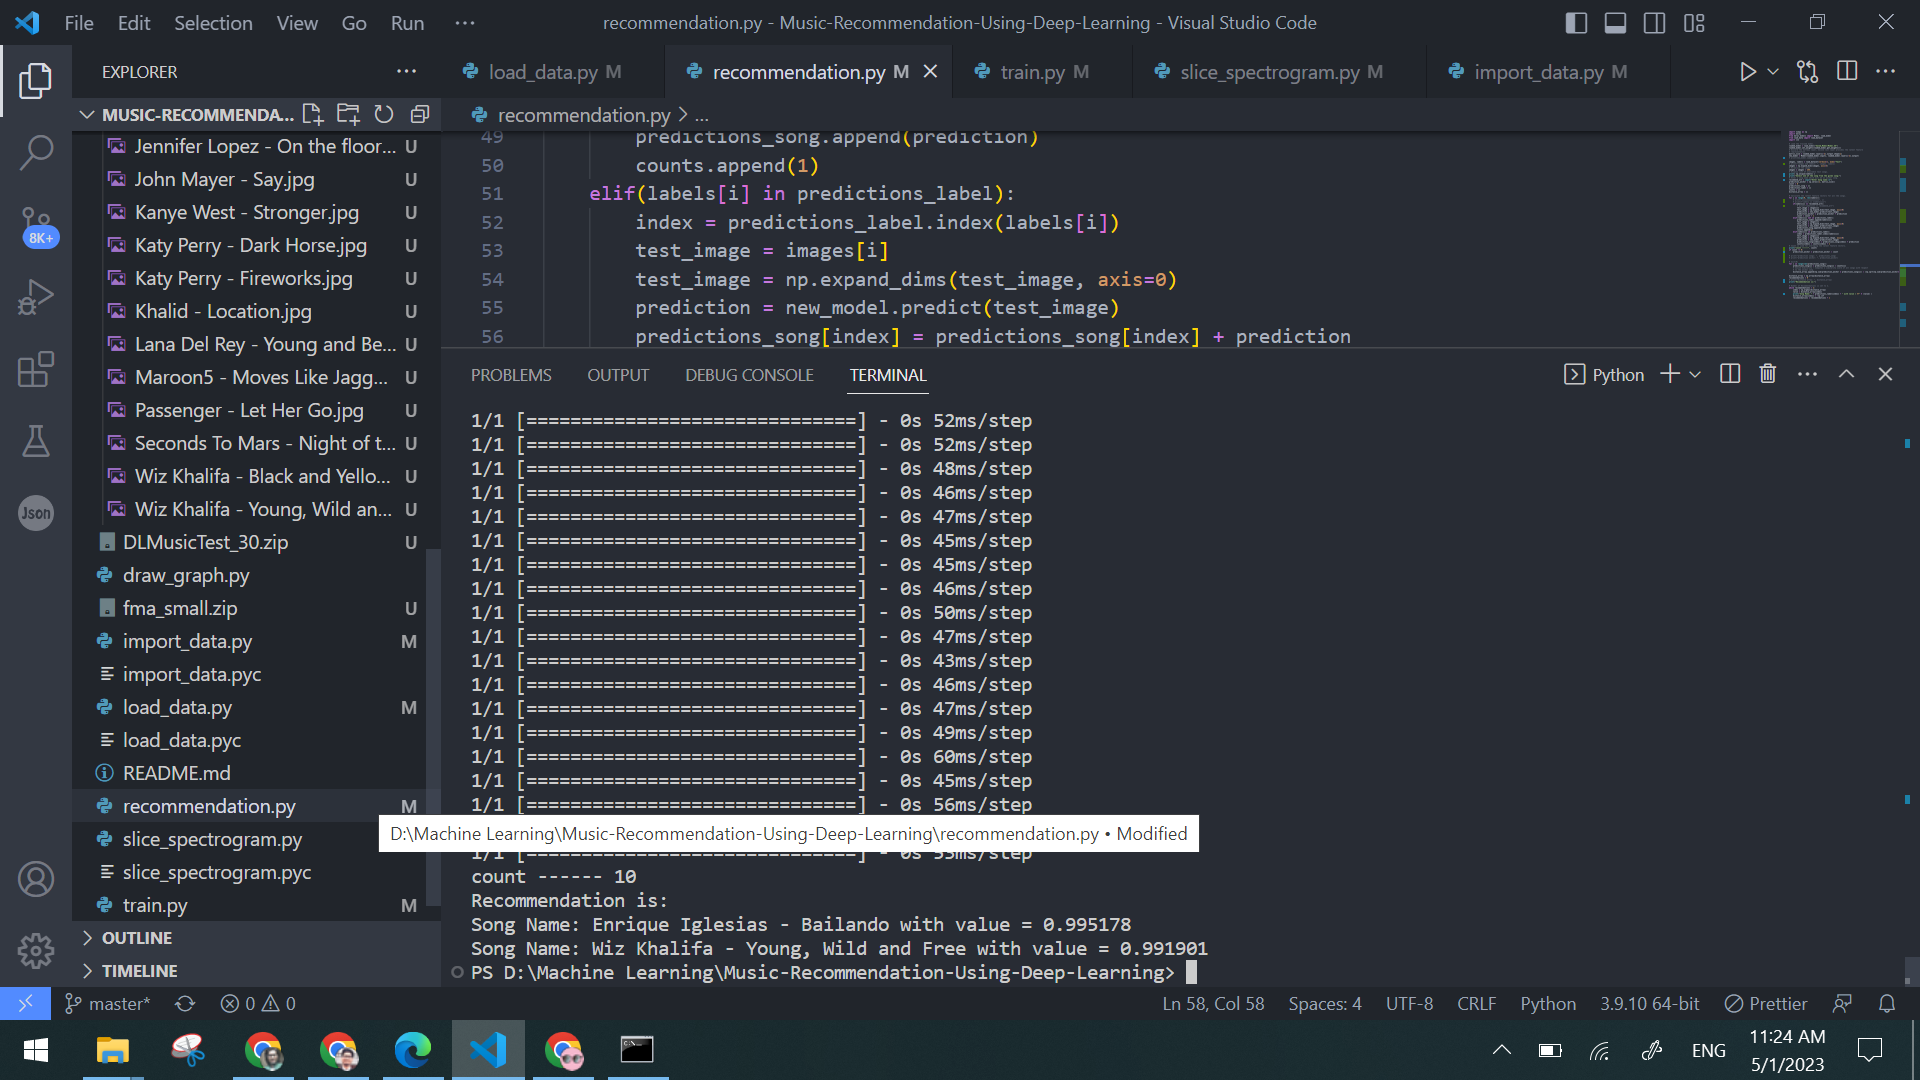 File Edit Selection View Go Run ···
recommendation.py - Music-Recommendation-Using-Deep-Learning - Visual Studio Code
EXPLORER ···
MUSIC-RECOMMENDA...
Jennifer Lopez - On the floor... U
John Mayer - Say.jpg U
Kanye West - Stronger.jpg U
Katy Perry - Dark Horse.jpg U
Katy Perry - Fireworks.jpg U
Khalid - Location.jpg U
Lana Del Rey - Young and Be... U
Maroon5 - Moves Like Jagg... U
Passenger - Let Her Go.jpg U
Seconds To Mars - Night of t... U
Wiz Khalifa - Black and Yello... U
Wiz Khalifa - Young, Wild an... U
DLMusicTest_30.zip U
draw_graph.py
fma_small.zip U
import_data.py M
import_data.pyc
load_data.py M
load_data.pyc
README.md
recommendation.py M
slice_spectrogram.py
slice_spectrogram.pyc
train.py M
OUTLINE
TIMELINE
8K+
Json
load_data.py M
recommendation.py M
train.py M
slice_spectrogram.py M
import_data.py M
recommendation.py > ...
49 predictions_song.append(prediction)
50 counts.append(1)
51 elif(labels[i] in predictions_label):
52 index = predictions_label.index(labels[i])
53 test_image = images[i]
54 test_image = np.expand_dims(test_image, axis=0)
55 prediction = new_model.predict(test_image)
56 predictions_song[index] = predictions_song[index] + prediction
PROBLEMS OUTPUT DEBUG CONSOLE TERMINAL
Python
1/1 [==============================] - 0s 52ms/step
1/1 [==============================] - 0s 52ms/step
1/1 [==============================] - 0s 48ms/step
1/1 [==============================] - 0s 46ms/step
1/1 [==============================] - 0s 47ms/step
1/1 [==============================] - 0s 45ms/step
1/1 [==============================] - 0s 45ms/step
1/1 [==============================] - 0s 46ms/step
1/1 [==============================] - 0s 50ms/step
1/1 [==============================] - 0s 47ms/step
1/1 [==============================] - 0s 43ms/step
1/1 [==============================] - 0s 46ms/step
1/1 [==============================] - 0s 47ms/step
1/1 [==============================] - 0s 49ms/step
1/1 [==============================] - 0s 60ms/step
1/1 [==============================] - 0s 45ms/step
1/1 [==============================] - 0s 56ms/step
D:\Machine Learning\Music-Recommendation-Using-Deep-Learning\recommendation.py • Modified
1/1 [==============================] - 0s 53ms/step
count ------ 10
Recommendation is:
Song Name: Enrique Iglesias - Bailando with value = 0.995178
Song Name: Wiz Khalifa - Young, Wild and Free with value = 0.991901
PS D:\Machine Learning\Music-Recommendation-Using-Deep-Learning>
master* 0 0
Ln 58, Col 58 Spaces: 4 UTF-8 CRLF Python 3.9.10 64-bit Prettier
ENG
11:24 AM
5/1/2023